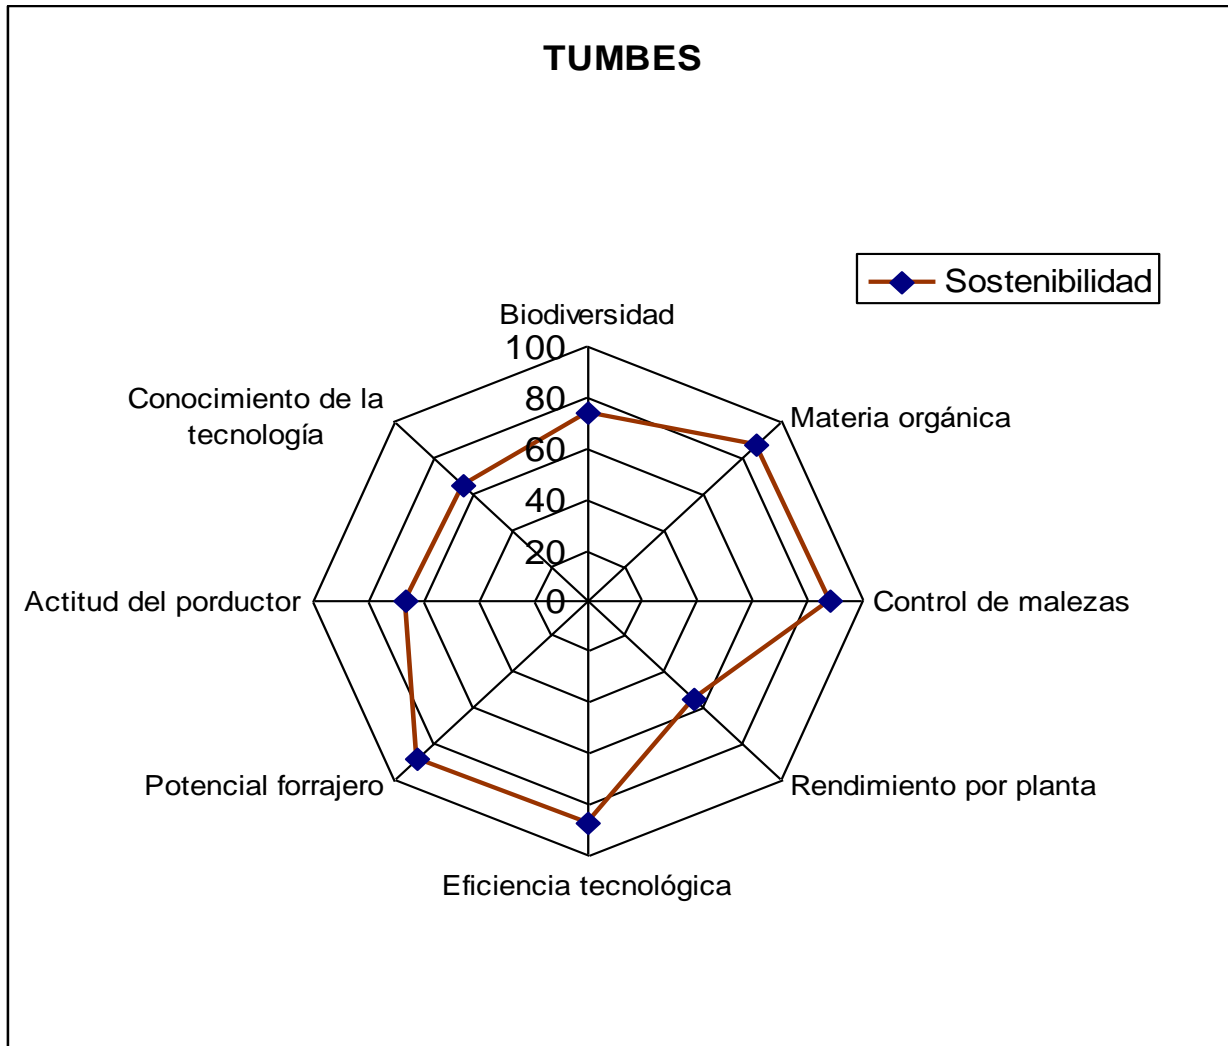 TUMBES
Sostenibilidad
Biodiversidad
100
80
60
40
20
0
Conocimiento de la
tecnología
Materia orgánica
Actitud del porductor
Control de malezas
Potencial forrajero
Rendimiento por planta
Eficiencia tecnológica